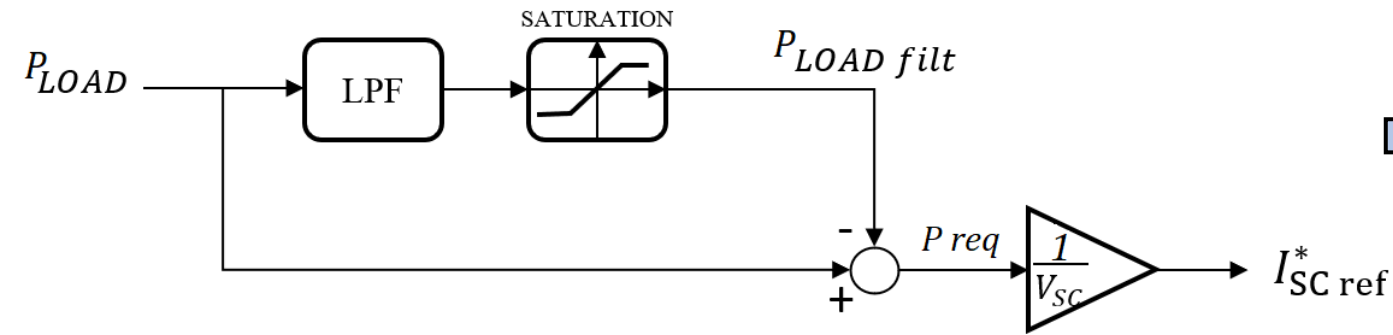 SATURATION
P_LOAD
LPF
P_LOAD filt
-
+
P req
1
V_SC
I*_SC ref